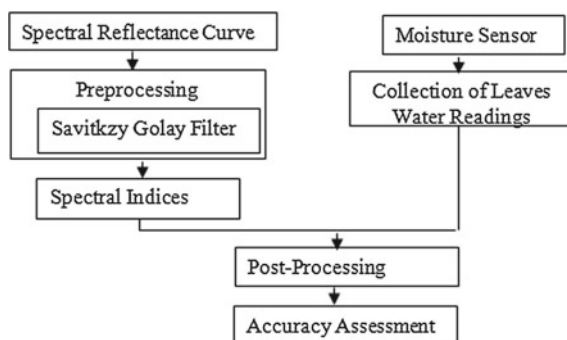 Spectral Reflectance Curve
Preprocessing
Savitkzy Golay Filter
Spectral Indices
Moisture Sensor
Collection of Leaves
Water Readings
Post-Processing
Accuracy Assessment